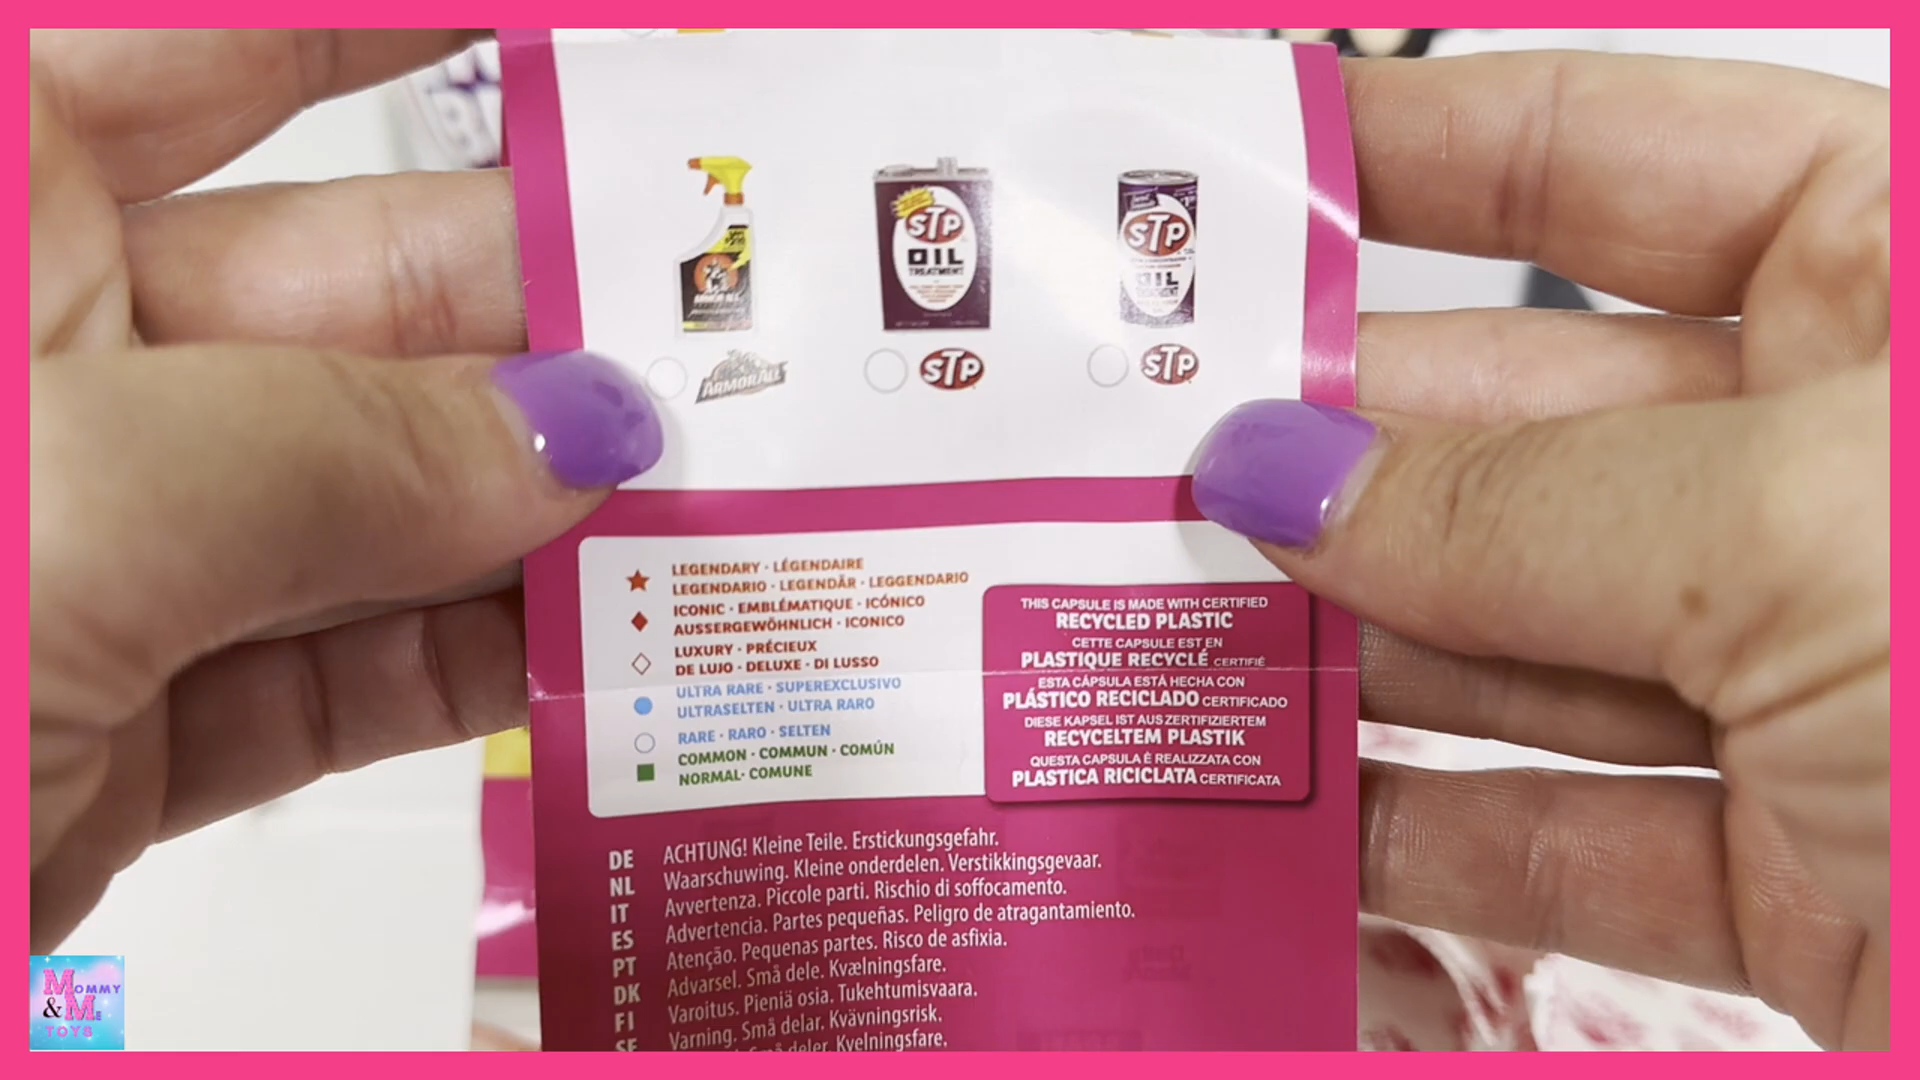 STP
OIL
TREATMENT
STP
OIL
ARMOR ALL
STP
STP
LEGENDARY · LÉGENDAIRE
LEGENDARIO · LEGENDÄR · LEGGENDARIO
ICONIC · EMBLÉMATIQUE · ICÓNICO
AUSSERGEWÖHNLICH · ICONICO
LUXURY · PRÉCIEUX
DE LUJO · DELUXE · DI LUSSO
ULTRA RARE · SUPEREXCLUSIVO
ULTRASELTEN · ULTRA RARO
RARE · RARO · SELTEN
COMMON · COMMUN · COMÚN
NORMAL· COMUNE
THIS CAPSULE IS MADE WITH CERTIFIED
RECYCLED PLASTIC
CETTE CAPSULE EST EN
PLASTIQUE RECYCLÉ CERTIFIÉ
ESTA CÁPSULA ESTÁ HECHA CON
PLÁSTICO RECICLADO CERTIFICADO
DIESE KAPSEL IST AUS ZERTIFIZIERTEM
RECYCELTEM PLASTIK
QUESTA CAPSULA È REALIZZATA CON
PLASTICA RICICLATA CERTIFICATA
DE ACHTUNG! Kleine Teile. Erstickungsgefahr.
NL Waarschuwing. Kleine onderdelen. Verstikkingsgevaar.
IT Avvertenza. Piccole parti. Rischio di soffocamento.
ES Advertencia. Partes pequeñas. Peligro de atragantamiento.
PT Atenção. Pequenas partes. Risco de asfixia.
DK Advarsel. Små dele. Kvælningsfare.
FI Varoitus. Pieniä osia. Tukehtumisvaara.
SE Varning. Små delar. Kvävningsrisk.
Små deler. Kvelningsfare.
MOMMY
& ME
TOYS